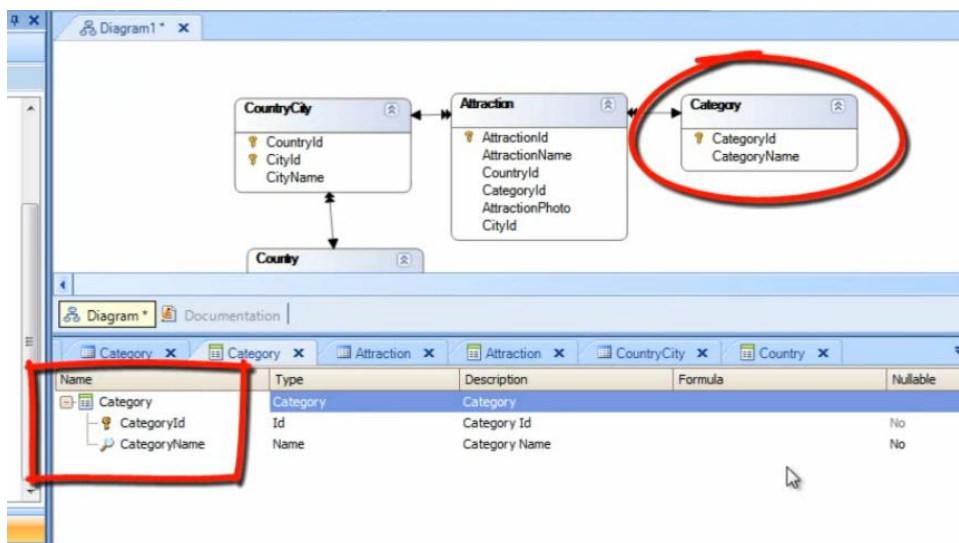 Diagram1 *
CountryCity
CountryId
CityId
CityName
Attraction
AttractionId
AttractionName
CountryId
CategoryId
AttractionPhoto
CityId
Category
CategoryId
CategoryName
Country
Diagram * Documentation
Category Category Attraction Attraction CountryCity Country
Name Type Description Formula Nullable
Category Category Category
CategoryId Id Category Id No
CategoryName Name Category Name No